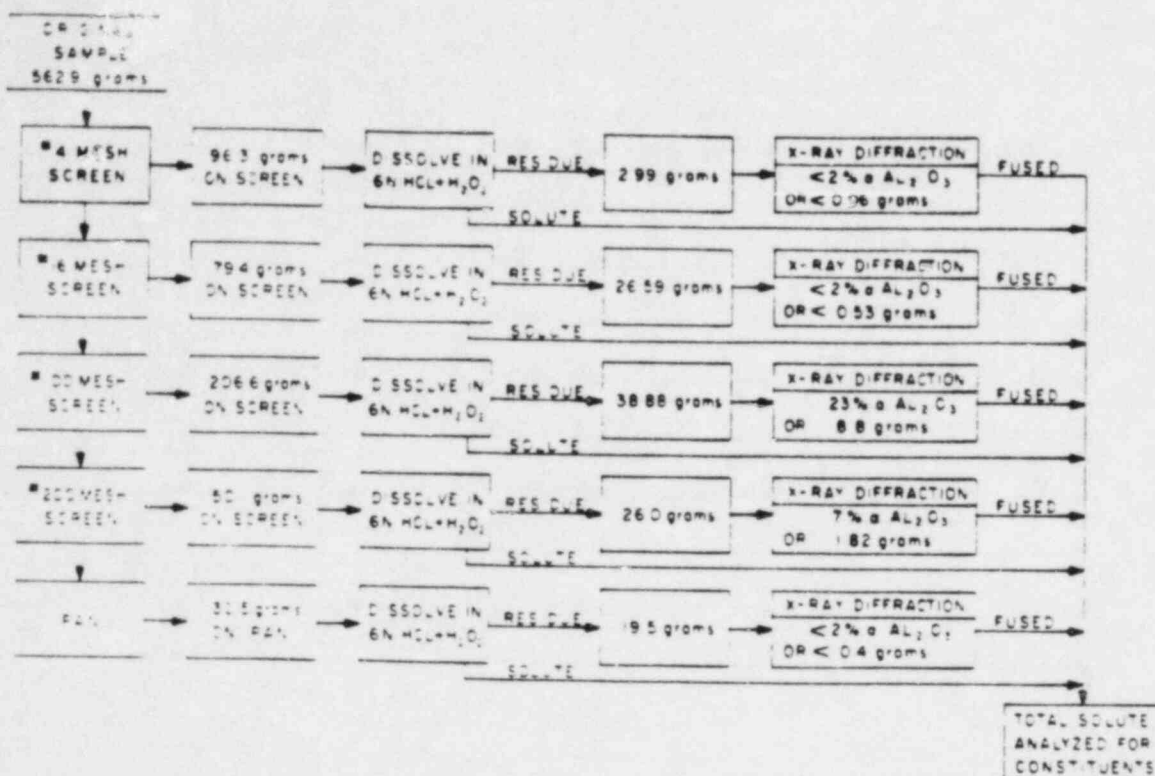 ORIGINAL
SAMPLE
562.9 grams
#4 MESH
SCREEN
96.3 grams
ON SCREEN
DISSOLVE IN
6N HCL+H₂O₂
RESIDUE
SOLUTE
2.99 grams
X-RAY DIFFRACTION
<2% α AL₂O₃
OR < 0.96 grams
FUSED
MESH
SCREEN
79.4 grams
ON SCREEN
DISSOLVE IN
6N HCL+H₂O₂
RESIDUE
SOLUTE
26.59 grams
X-RAY DIFFRACTION
<2% α AL₂O₃
OR < 0.53 grams
FUSED
MESH
SCREEN
206.6 grams
ON SCREEN
DISSOLVE IN
6N HCL+H₂O₂
RESIDUE
SOLUTE
38.88 grams
X-RAY DIFFRACTION
23% α AL₂O₃
OR 8.8 grams
FUSED
#200 MESH
SCREEN
grams
ON SCREEN
DISSOLVE IN
6N HCL+H₂O₂
RESIDUE
SOLUTE
26.0 grams
X-RAY DIFFRACTION
7% α AL₂O₃
OR 1.82 grams
FUSED
PAN
grams
ON PAN
DISSOLVE IN
6N HCL+H₂O₂
RESIDUE
SOLUTE
19.5 grams
X-RAY DIFFRACTION
<2% α AL₂O₃
OR < 0.4 grams
FUSED
TOTAL SOLUTE
ANALYZED FOR
CONSTITUENTS